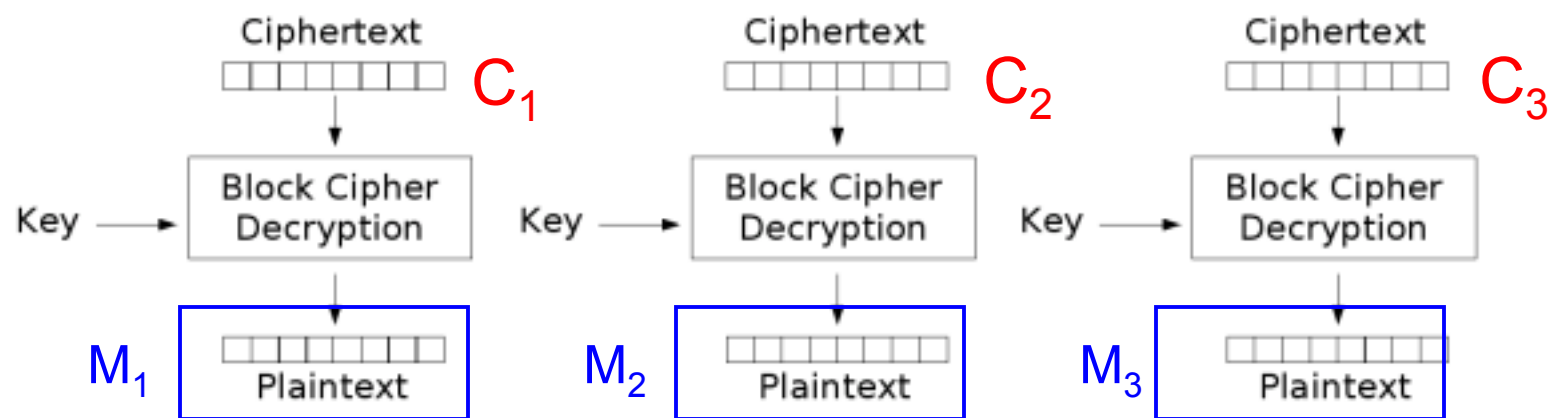 Ciphertext C₁
Ciphertext C₂
Ciphertext C₃
Key
Block Cipher
Decryption
Key
Block Cipher
Decryption
Key
Block Cipher
Decryption
M₁
Plaintext
M₂
Plaintext
M₃
Plaintext